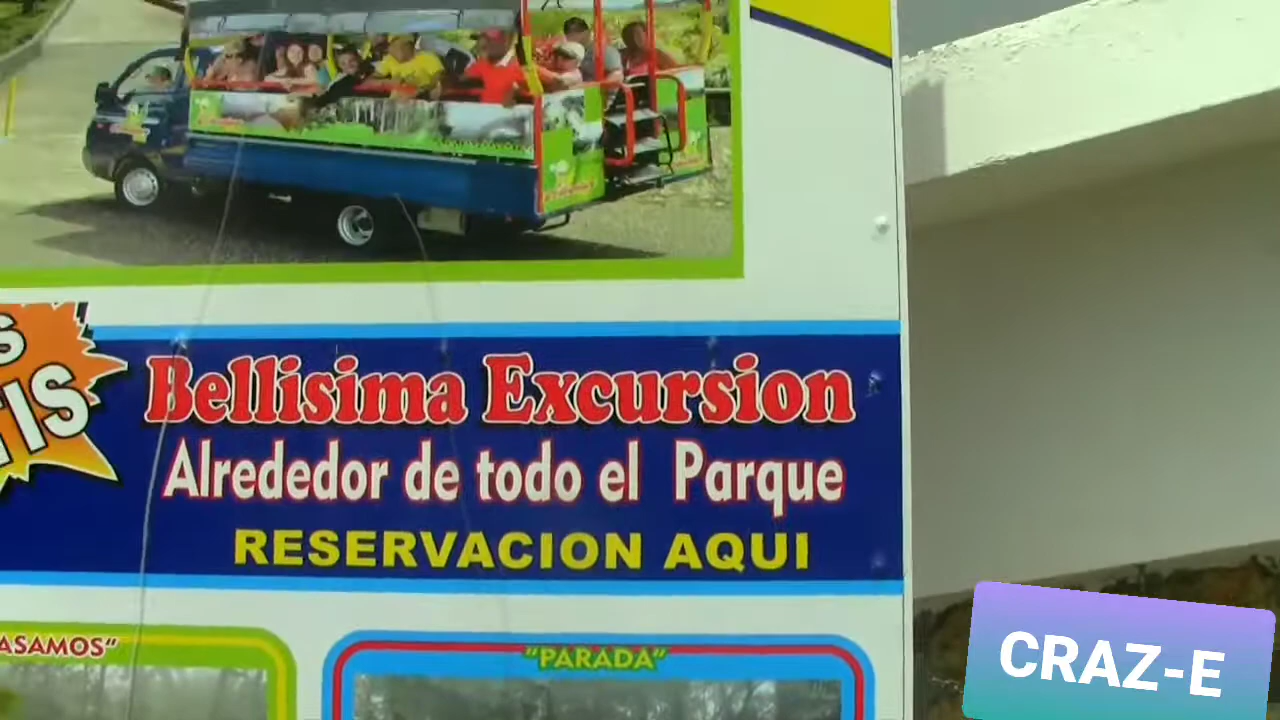 Bellisima Excursion
Alrededor de todo el Parque
RESERVACION AQUI
"PARADA"
CRAZ-E